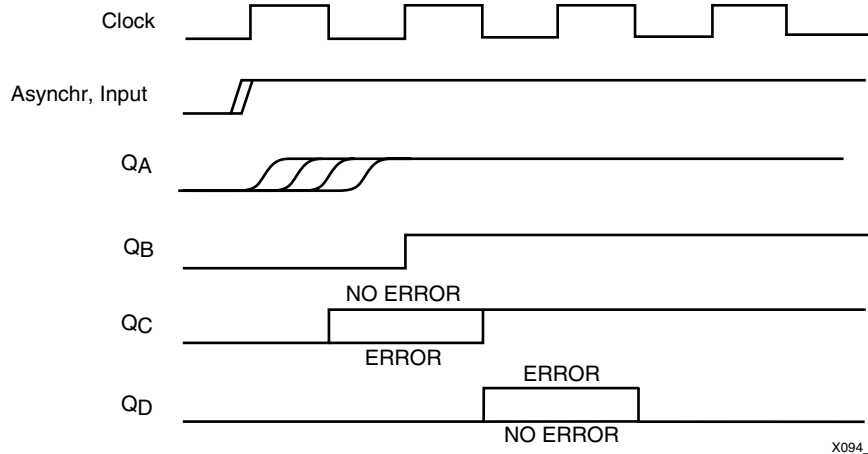 Clock
Asynchr, Input
QA
QB
NO ERROR
QC
ERROR
ERROR
QD
NO ERROR
X094_